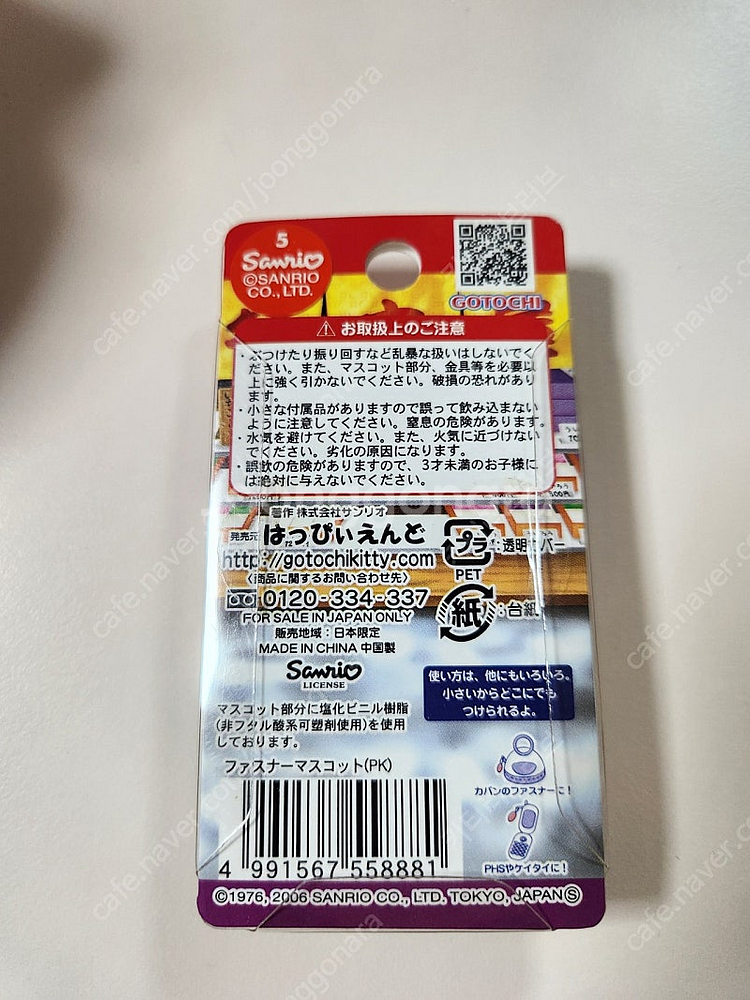 5
Sanrio
©SANRIO
CO., LTD.
GOTOCHI
⚠ お取扱上のご注意
・水つけたり振り回すなど乱暴な扱いはしないでく
ださい。また、マスコット部分、金具等を必要以
上に強く引かないでください。破損の恐れがあり
ます。
・小さな付属品がありますので誤って飲み込まない
ように注意してください。窒息の危険があります。
・水気を避けてください。また、火気に近づけない
でください。劣化の原因になります。
・誤飲の危険がありますので、3才未満のお子様に
は絶対に与えないでください。
著作 株式会社サンリオ
発売元 はっぴぃえんど
http://gotochikitty.com
〈商品に関するお問い合わせ先〉
0120-334-337
FOR SALE IN JAPAN ONLY
販売地域：日本限定
MADE IN CHINA 中国製
Sanrio
LICENSE
プラ：透明カバー
PET
紙：台紙
マスコット部分に塩化ビニル樹脂
(非フタル酸系可塑剤使用)を使用
しております。
ファスナーマスコット(PK)
使い方は、他にもいろいろ。
小さいからどこにでも
つけられるよ。
カバンのファスナーに！
PHSやケイタイに！
4 991567 558881
©1976, 2006 SANRIO CO., LTD. TOKYO, JAPAN Ⓢ
cafe.naver.com/joonggonara